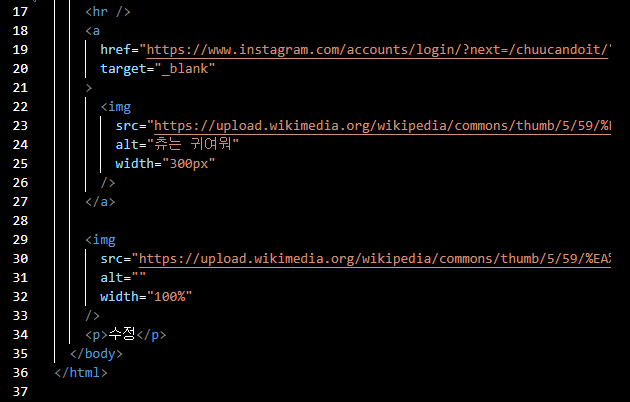 17 <hr />
18 <a
19 href="https://www.instagram.com/accounts/login/?next=/chuucandoit/"
20 target="_blank"
21 >
22 <img
23 src="https://upload.wikimedia.org/wikipedia/commons/thumb/5/59/%
24 alt="츄는 귀여워"
25 width="300px"
26 />
27 </a>
28
29 <img
30 src="https://upload.wikimedia.org/wikipedia/commons/thumb/5/59/%EA%
31 alt=""
32 width="100%"
33 />
34 <p>수정</p>
35 </body>
36 </html>
37